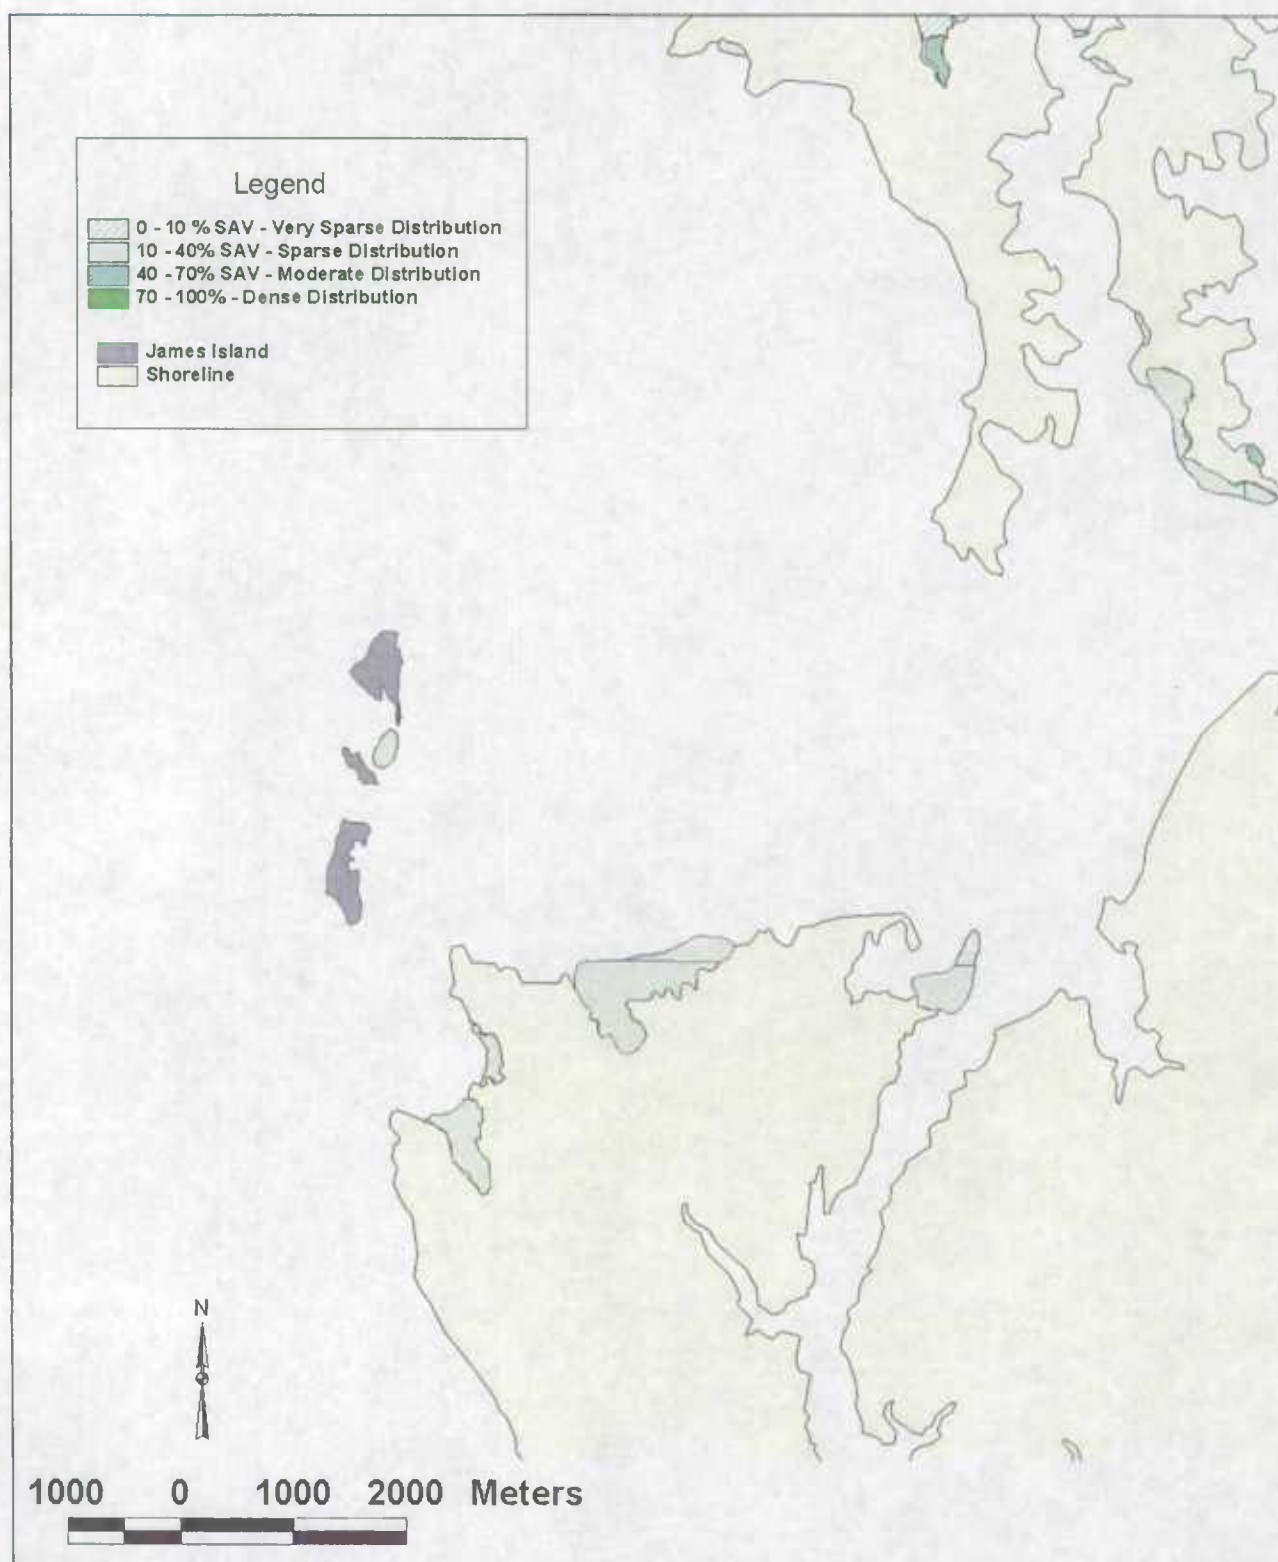 Legend
0 - 10 % SAV - Very Sparse Distribution
10 - 40% SAV - Sparse Distribution
40 - 70% SAV - Moderate Distribution
70 - 100% - Dense Distribution
James Island
Shoreline
N
1000 0 1000 2000 Meters